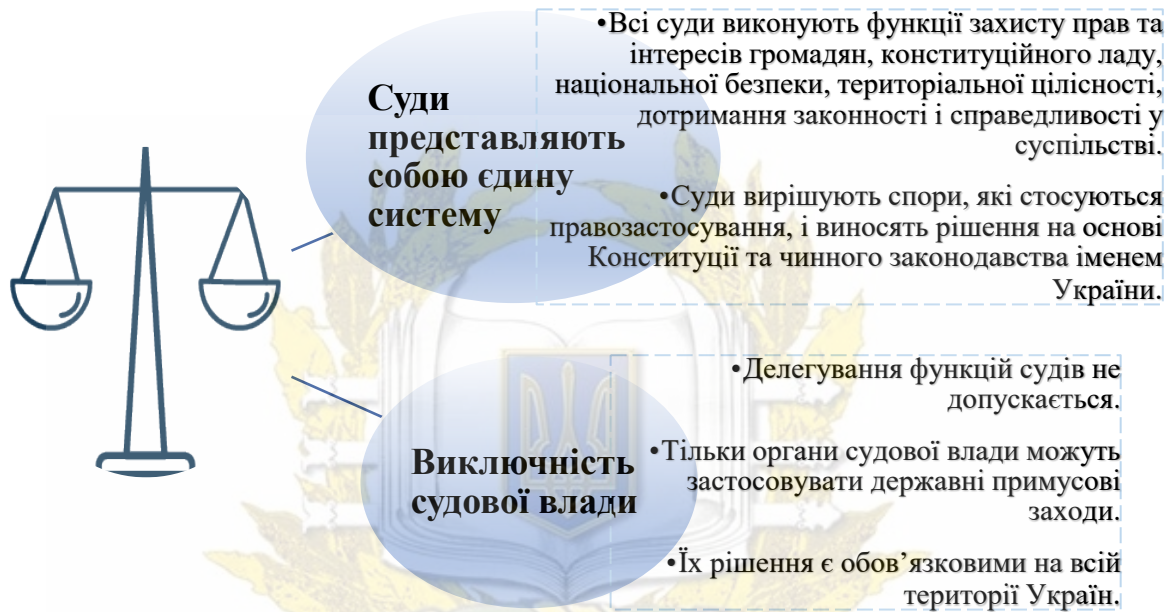 Суди
представляють
собою єдину
систему
•Всі суди виконують функції захисту прав та
інтересів громадян, конституційного ладу,
національної безпеки, територіальної цілісності,
дотримання законності і справедливості у
суспільстві.
•Суди вирішують спори, які стосуються
правозастосування, і виносять рішення на основі
Конституції та чинного законодавства іменем
України.
Виключність
судової влади
•Делегування функцій судів не
допускається.
•Тільки органи судової влади можуть
застосовувати державні примусові
заходи.
•Їх рішення є обов’язковими на всій
території Україн.